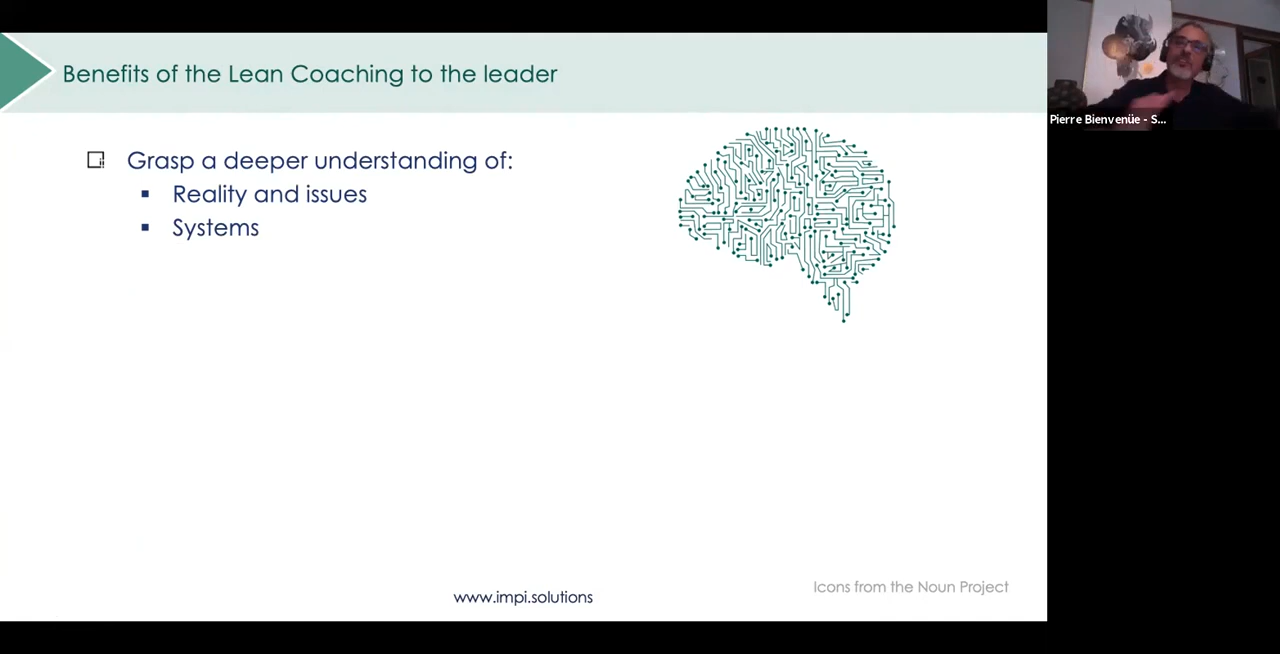 Benefits of the Lean Coaching to the leader
Pierre Bienvenüe - S...
Grasp a deeper understanding of:
Reality and issues
Systems
Icons from the Noun Project
www.impi.solutions